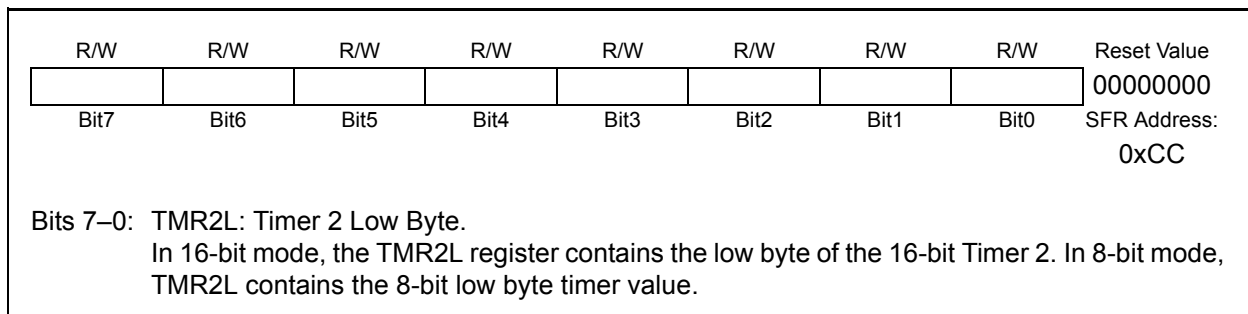 R/W R/W R/W R/W R/W R/W R/W R/W Reset Value
00000000
Bit7 Bit6 Bit5 Bit4 Bit3 Bit2 Bit1 Bit0 SFR Address:
0xCC
Bits 7–0: TMR2L: Timer 2 Low Byte.
In 16-bit mode, the TMR2L register contains the low byte of the 16-bit Timer 2. In 8-bit mode,
TMR2L contains the 8-bit low byte timer value.